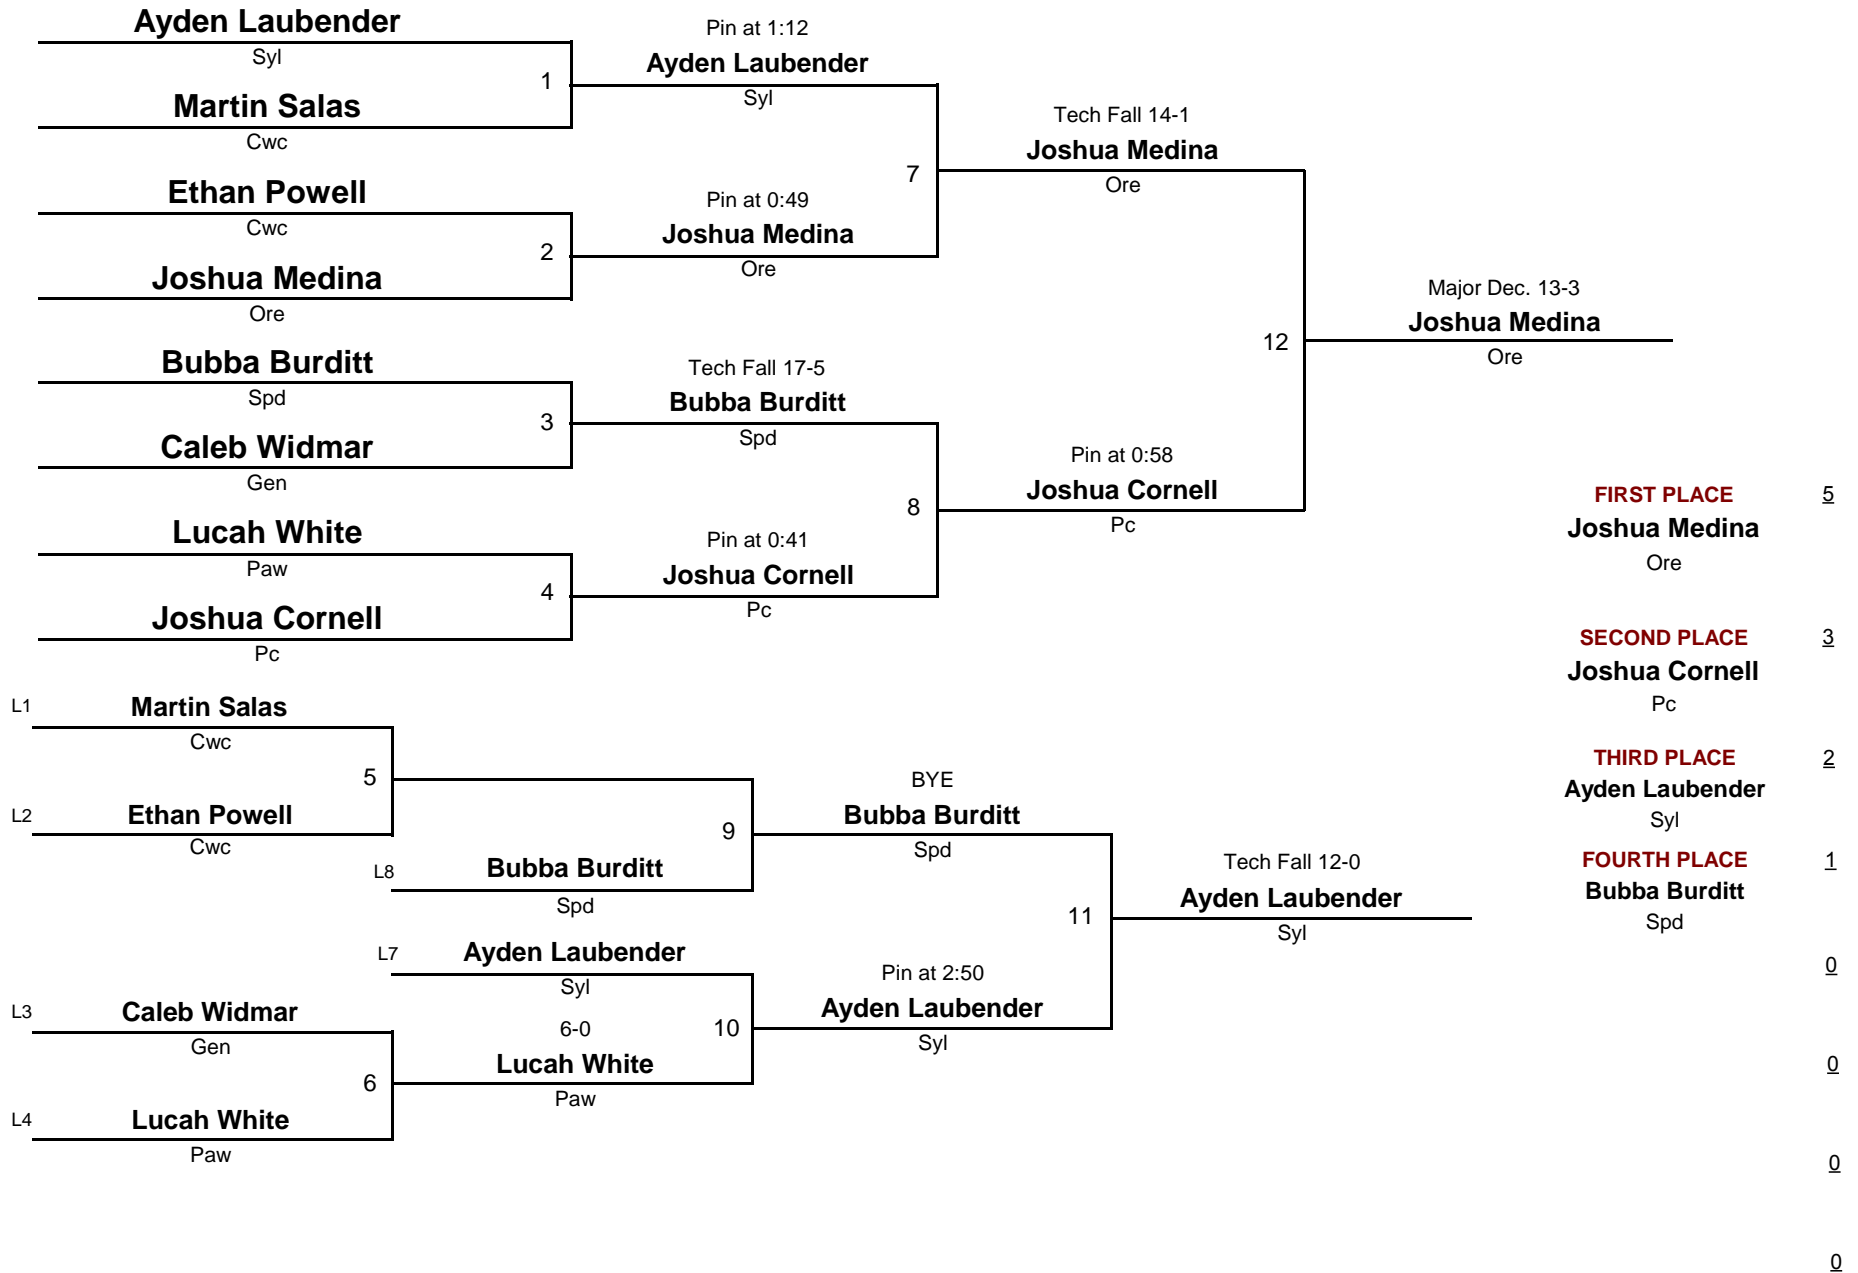 Ayden Laubender
Syl
1
Martin Salas
Cwc
Ethan Powell
Cwc
2
Joshua Medina
Ore
Bubba Burditt
Spd
3
Caleb Widmar
Gen
Lucah White
Paw
4
Joshua Cornell
Pc
Pin at 1:12
Ayden Laubender
Syl
7
Pin at 0:49
Joshua Medina
Ore
Tech Fall 17-5
Bubba Burditt
Spd
8
Pin at 0:41
Joshua Cornell
Pc
Tech Fall 14-1
Joshua Medina
Ore
12
Pin at 0:58
Joshua Cornell
Pc
Major Dec. 13-3
Joshua Medina
Ore
FIRST PLACE 5
Joshua Medina
Ore
SECOND PLACE 3
Joshua Cornell
Pc
THIRD PLACE 2
Ayden Laubender
Syl
FOURTH PLACE 1
Bubba Burditt
Spd
0
0
0
0
L1 Martin Salas
Cwc
5
L2 Ethan Powell
Cwc
9
L8 Bubba Burditt
Spd
L7 Ayden Laubender
Syl
L3 Caleb Widmar
Gen
6
L4 Lucah White
Paw
6-0
10
Lucah White
Paw
BYE
Bubba Burditt
Spd
11
Pin at 2:50
Ayden Laubender
Syl
Tech Fall 12-0
Ayden Laubender
Syl